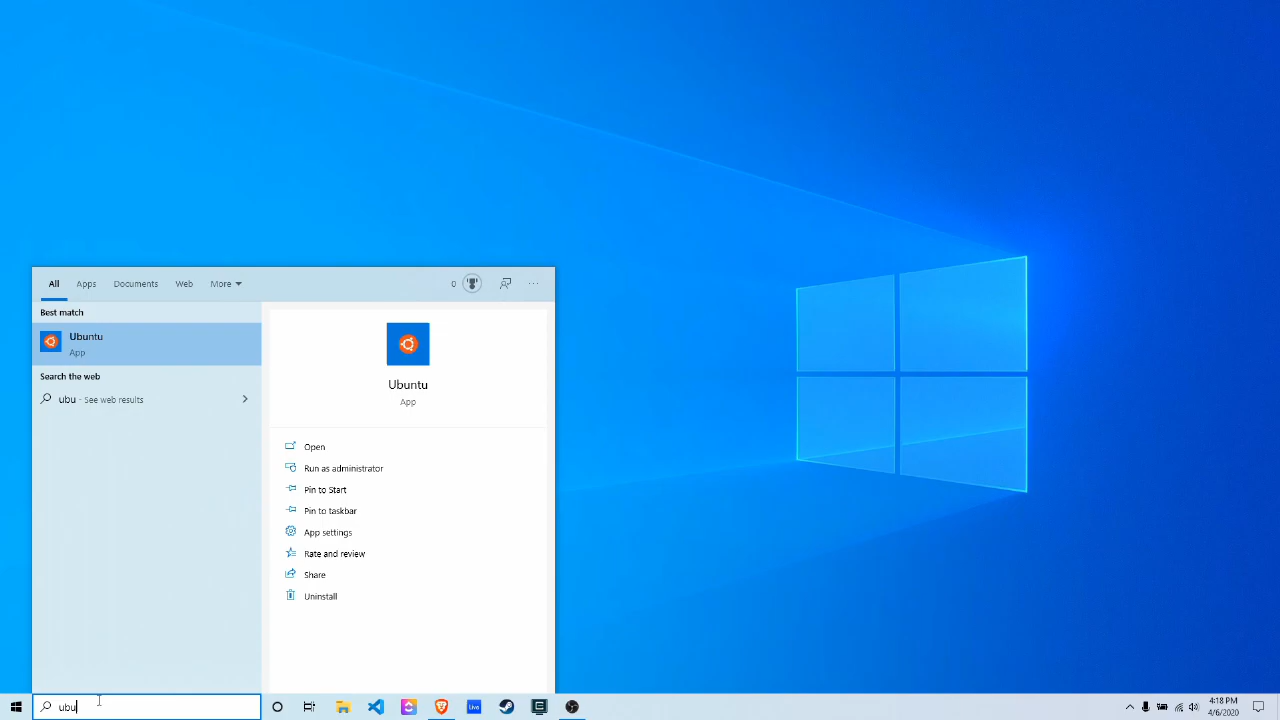 All Apps Documents Web More 0 ...
Best match
Ubuntu
App
Search the web
ubu - See web results
Ubuntu
App
Open
Run as administrator
Pin to Start
Pin to taskbar
App settings
Rate and review
Share
Uninstall
ubu
Live
4:18 PM
4/6/2020